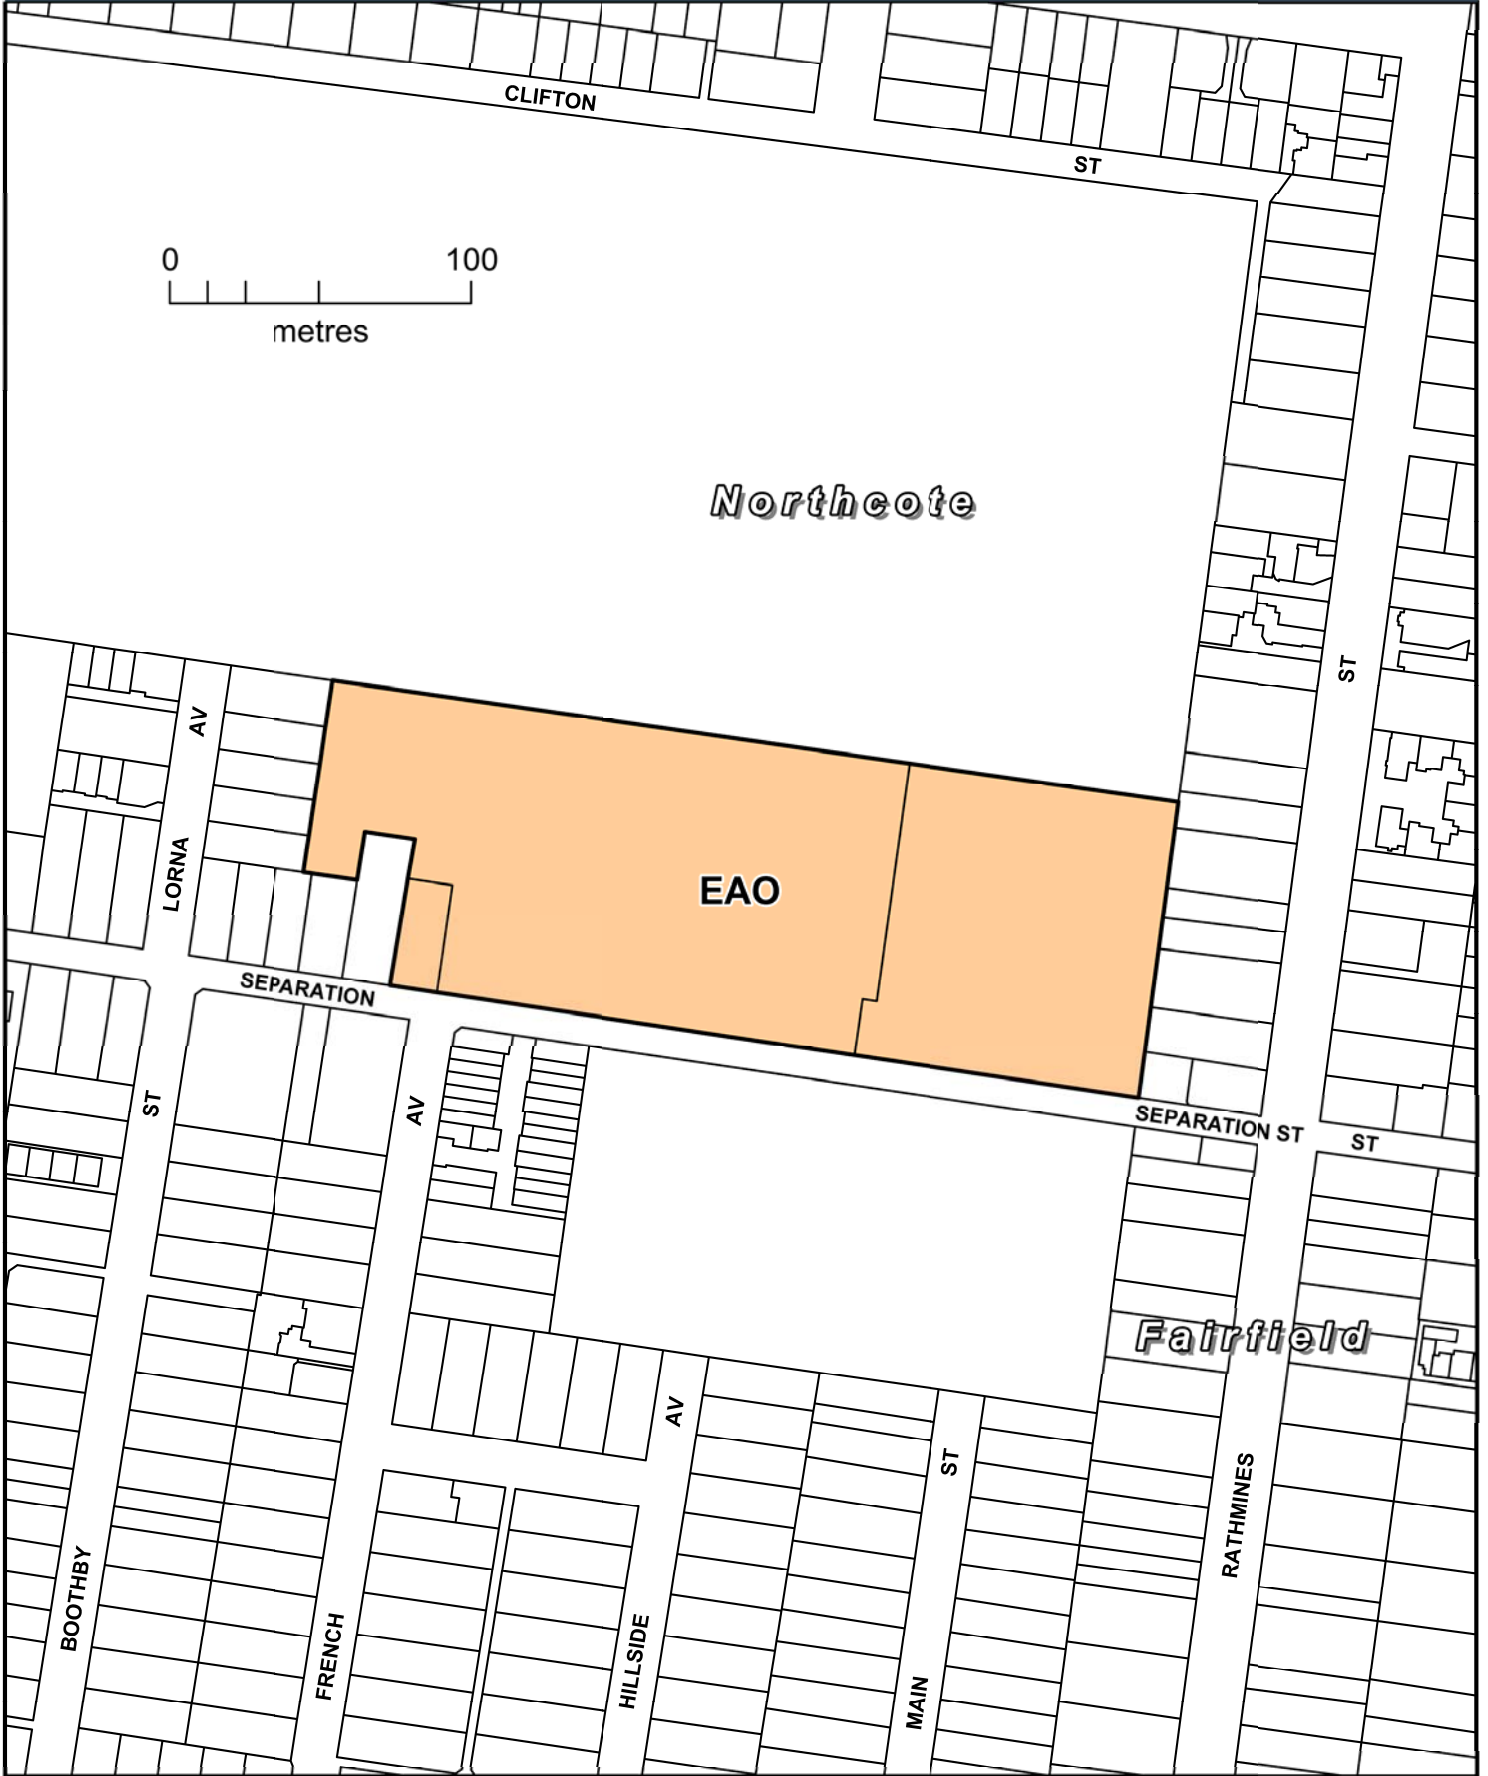 CLIFTON
ST
0 100
metres
Northcote
ST
AV
LORNA
EAO
SEPARATION
ST
AV
SEPARATION ST
ST
Fairfield
AV
ST
RATHMINES
BOOTHBY
FRENCH
HILLSIDE
MAIN